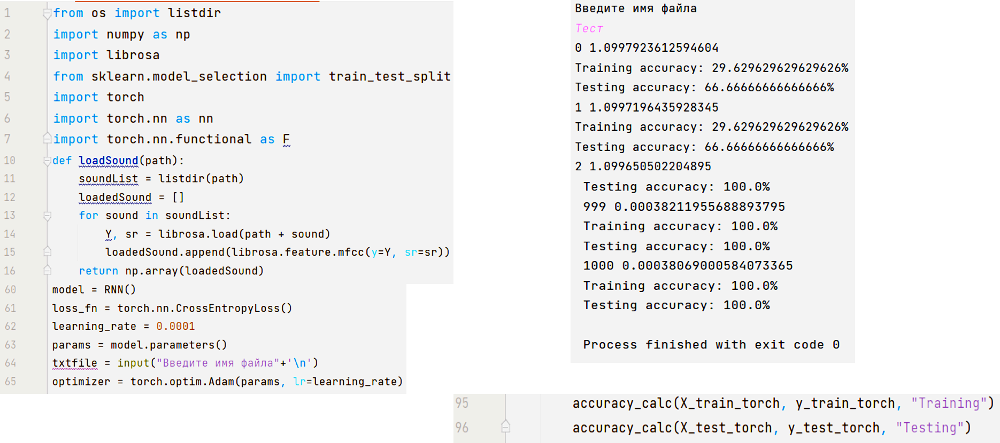 1 from os import listdir
2 import numpy as np
3 import librosa
4 from sklearn.model_selection import train_test_split
5 import torch
6 import torch.nn as nn
7 import torch.nn.functional as F
10 def loadSound(path):
11 soundList = listdir(path)
12 loadedSound = []
13 for sound in soundList:
14 Y, sr = librosa.load(path + sound)
15 loadedSound.append(librosa.feature.mfcc(y=Y, sr=sr))
16 return np.array(loadedSound)
60 model = RNN()
61 loss_fn = torch.nn.CrossEntropyLoss()
62 learning_rate = 0.0001
63 params = model.parameters()
64 txtfile = input("Введите имя файла"+'\n')
65 optimizer = torch.optim.Adam(params, lr=learning_rate)
Введите имя файла
Тест
0 1.0997923612594604
Training accuracy: 29.629629629629626%
Testing accuracy: 66.66666666666666%
1 1.0997196435928345
Training accuracy: 29.629629629629626%
Testing accuracy: 66.66666666666666%
2 1.099650502204895
Testing accuracy: 100.0%
999 0.00038211955688893795
Training accuracy: 100.0%
Testing accuracy: 100.0%
1000 0.00038069000584073365
Training accuracy: 100.0%
Testing accuracy: 100.0%
Process finished with exit code 0
95 accuracy_calc(X_train_torch, y_train_torch, "Training")
96 accuracy_calc(X_test_torch, y_test_torch, "Testing")